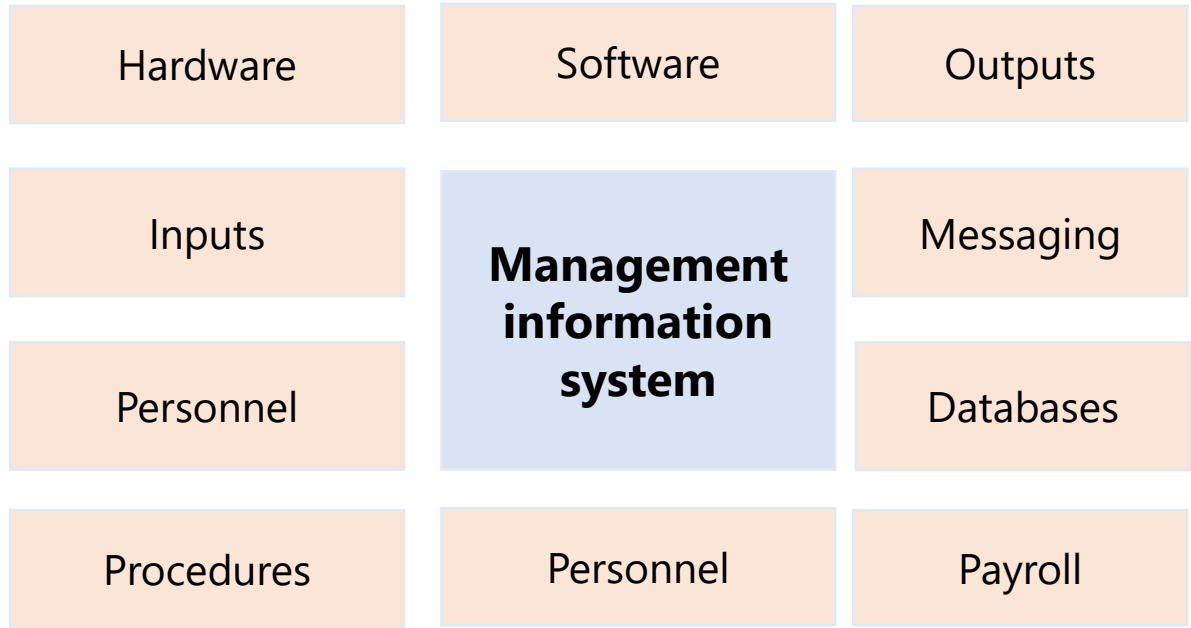 Hardware
Software
Outputs
Inputs
Management
information
system
Messaging
Personnel
Databases
Procedures
Personnel
Payroll